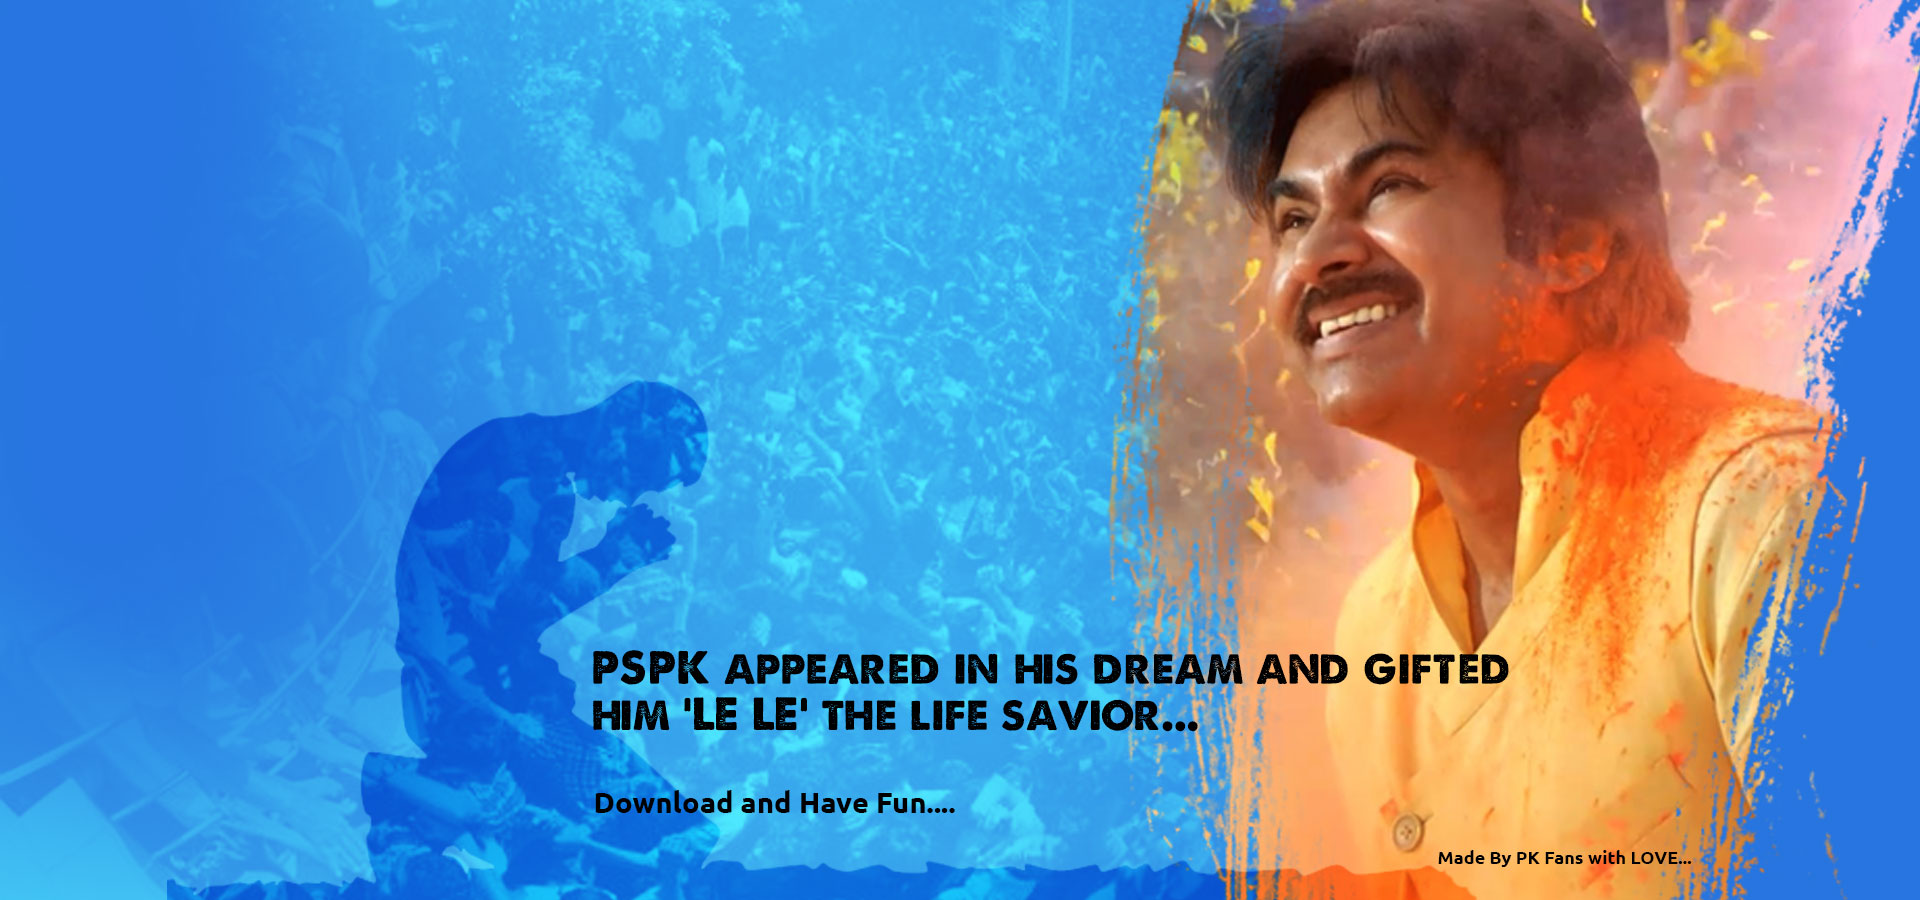 PSPK APPEARED IN HIS DREAM AND GIFTED
HIM 'LE LE' THE LIFE SAVIOR...
Download and Have Fun....
Made By PK Fans with LOVE...